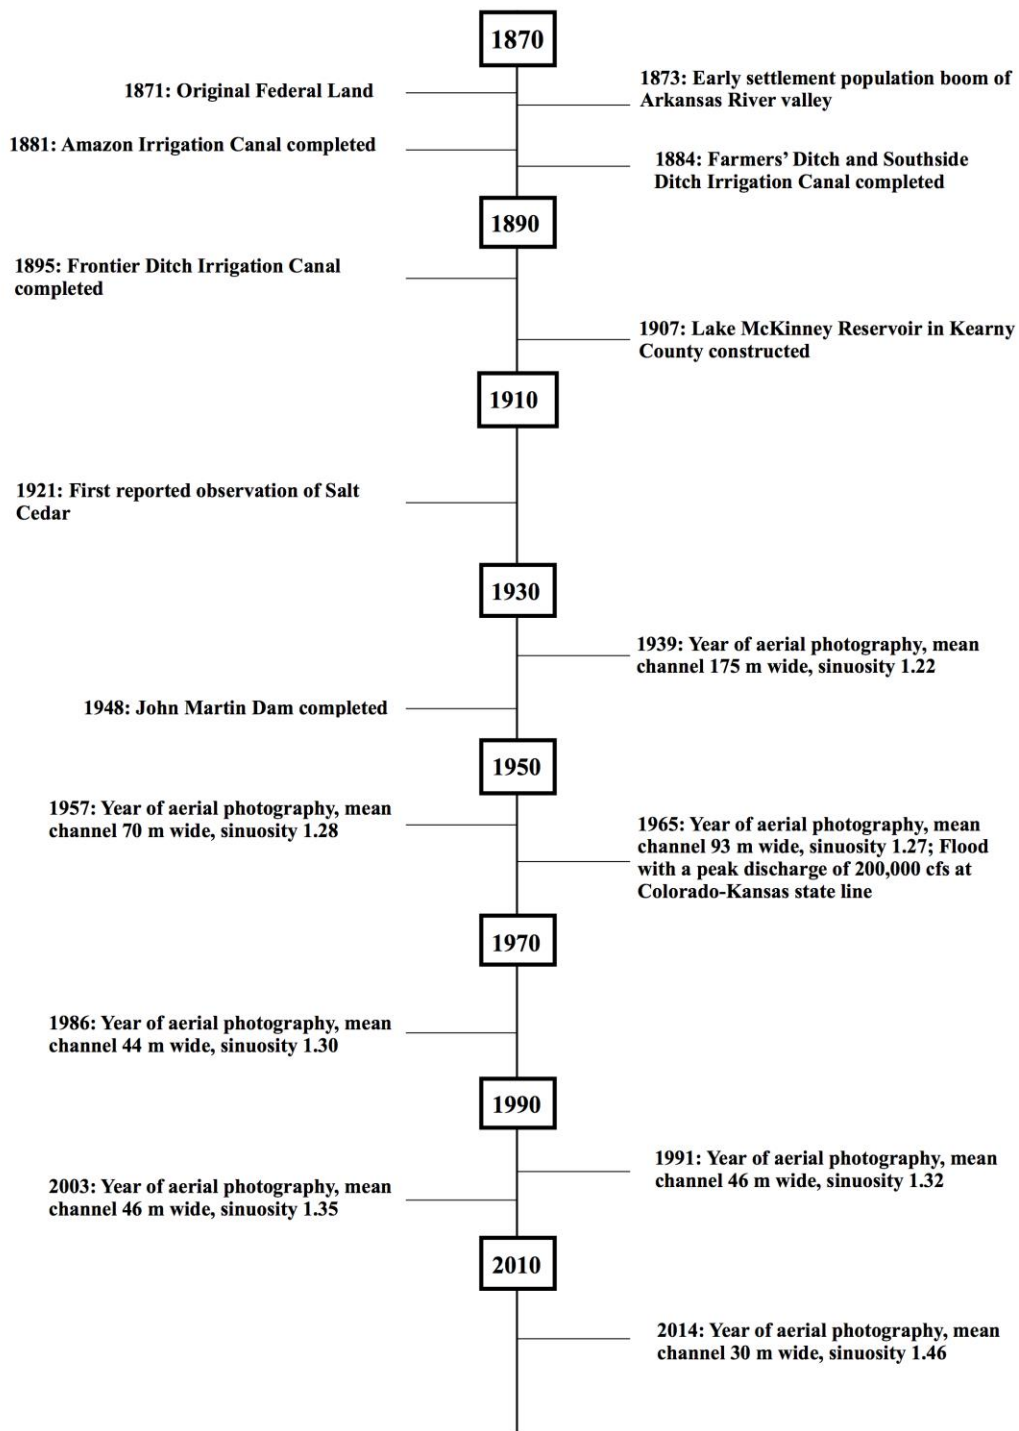 1870
1871: Original Federal Land
1873: Early settlement population boom of
Arkansas River valley
1881: Amazon Irrigation Canal completed
1884: Farmers’ Ditch and Southside
Ditch Irrigation Canal completed
1890
1895: Frontier Ditch Irrigation Canal
completed
1907: Lake McKinney Reservoir in Kearny
County constructed
1910
1921: First reported observation of Salt
Cedar
1930
1939: Year of aerial photography, mean
channel 175 m wide, sinuosity 1.22
1948: John Martin Dam completed
1950
1957: Year of aerial photography, mean
channel 70 m wide, sinuosity 1.28
1965: Year of aerial photography, mean
channel 93 m wide, sinuosity 1.27; Flood
with a peak discharge of 200,000 cfs at
Colorado-Kansas state line
1970
1986: Year of aerial photography, mean
channel 44 m wide, sinuosity 1.30
1990
1991: Year of aerial photography, mean
channel 46 m wide, sinuosity 1.32
2003: Year of aerial photography, mean
channel 46 m wide, sinuosity 1.35
2010
2014: Year of aerial photography, mean
channel 30 m wide, sinuosity 1.46